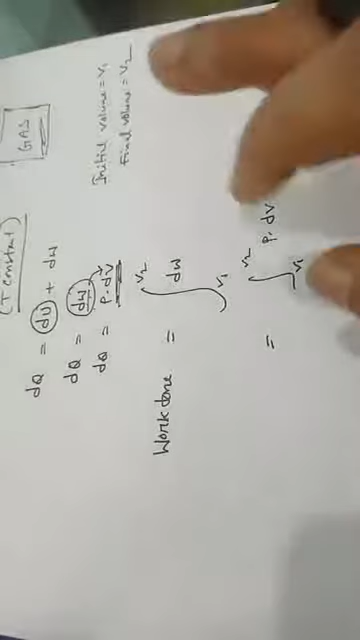 (T constant)
GAS
dQ = dU + dW
Initial volume = V₁
dQ = dW
Final volume = V₂
dQ = P. dV
Work done = ∫ᵥ₁ⱽ² dW
= ∫ᵥ₁ⱽ² P. dV